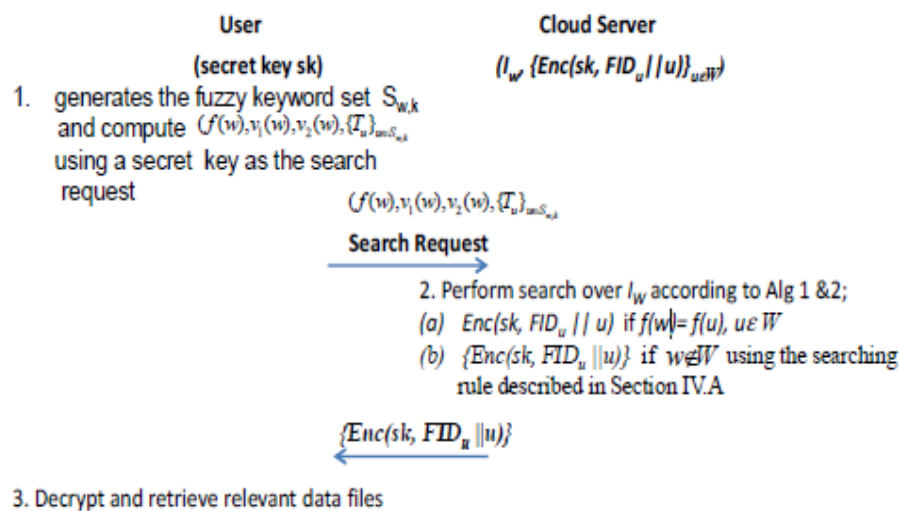 User Cloud Server
(secret key sk) (I_w, {Enc(sk, FID_u||u)}_{uεW})
1. generates the fuzzy keyword set S_{w,k}
and compute (f(w),v_1(w),v_2(w),{T_u}_{u∈S_{w,k}}
using a secret key as the search
request
(f(w),v_1(w),v_2(w),{T_u}_{u∈S_{w,k}}
Search Request
2. Perform search over I_W according to Alg 1 &2;
(a) Enc(sk, FID_u || u) if f(w)= f(u), uε W
(b) {Enc(sk, FID_u ||u)} if w∉W using the searching
rule described in Section IV.A
{Enc(sk, FID_u ||u)}
3. Decrypt and retrieve relevant data files